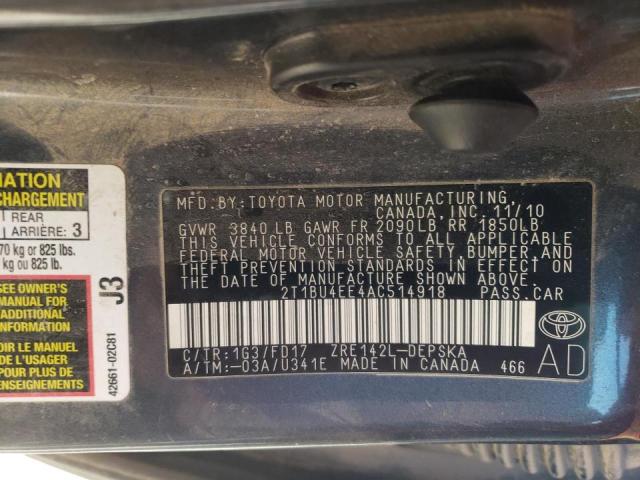 MATION
CHARGEMENT
REAR
ARRIÈRE: 3
70 kg or 825 lbs.
kg ou 825 lb.
SEE OWNER'S
MANUAL FOR
ADDITIONAL
INFORMATION
OIR LE MANUEL
DE L'USAGER
POUR PLUS DE
J3
42661-02C81
MFD.BY:TOYOTA MOTOR MANUFACTURING,
CANADA, INC. 11/10
GVWR 3840 LB GAWR FR 2090LB RR 1850LB
THIS VEHICLE CONFORMS TO ALL APPLICABLE
FEDERAL MOTOR VEHICLE SAFETY,BUMPER,AND
THEFT PREVENTION STANDARDS IN EFFECT ON
THE DATE OF MANUFACTURE SHOWN ABOVE.
2T1BU4EE4AC514918 PASS.CAR
C/TR:1G3/FD17 ZRE142L-DEPSKA
A/TM:-03A/U341E MADE IN CANADA 466
TOYOTA
AD